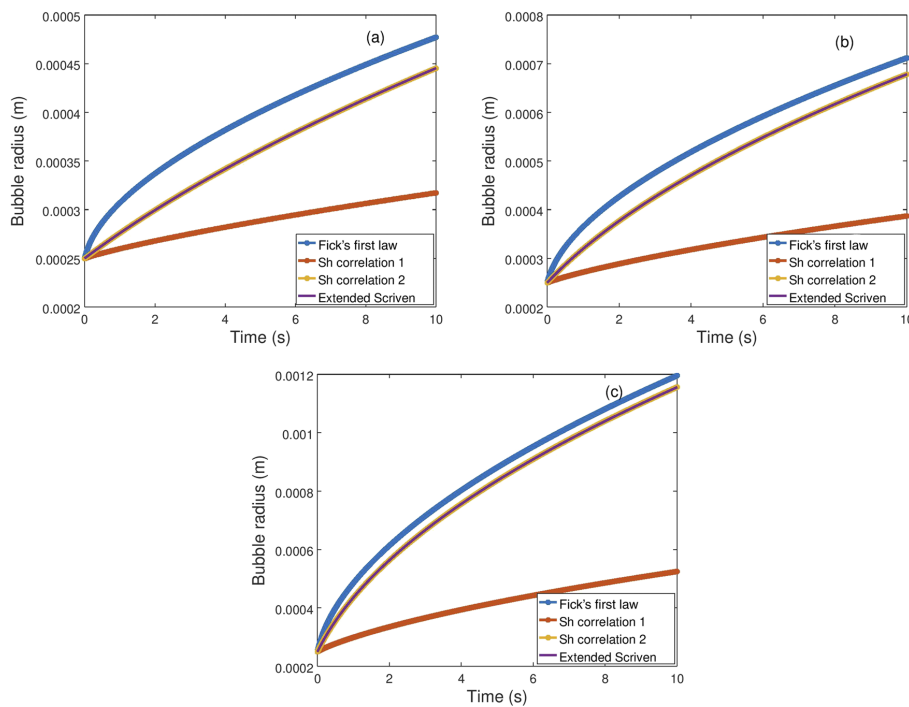 (a)
Bubble radius (m)
0.0005
0.00045
0.0004
0.00035
0.0003
0.00025
0.0002
0 2 4 6 8 10
Time (s)
Fick's first law
Sh correlation 1
Sh correlation 2
Extended Scriven
(b)
Bubble radius (m)
0.0008
0.0007
0.0006
0.0005
0.0004
0.0003
0.0002
0 2 4 6 8 10
Time (s)
Fick's first law
Sh correlation 1
Sh correlation 2
Extended Scriven
(c)
Bubble radius (m)
0.0012
0.001
0.0008
0.0006
0.0004
0.0002
0 2 4 6 8 10
Time (s)
Fick's first law
Sh correlation 1
Sh correlation 2
Extended Scriven